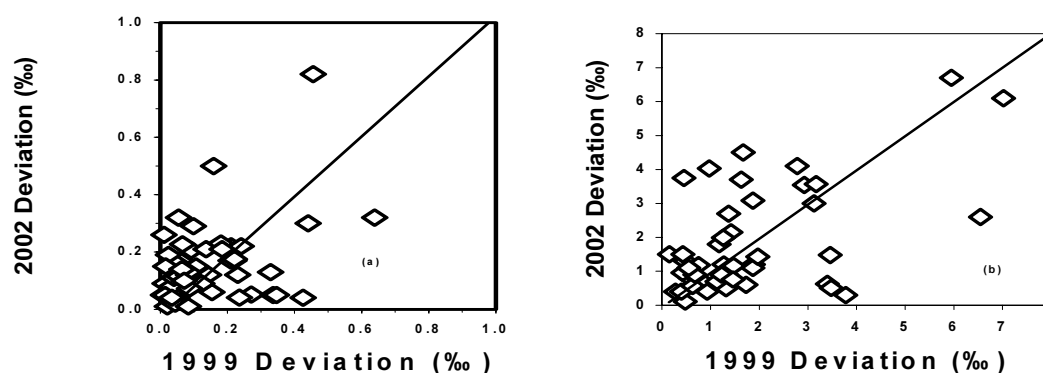 2002 Deviation (‰)
1.0
0.8
0.6
0.4
0.2
0.0
(a)
0.0 0.2 0.4 0.6 0.8 1.0
1999 Deviation (‰)
2002 Deviation (‰)
8
7
6
5
4
3
2
1
0
(b)
0 1 2 3 4 5 6 7
1999 Deviation (‰)